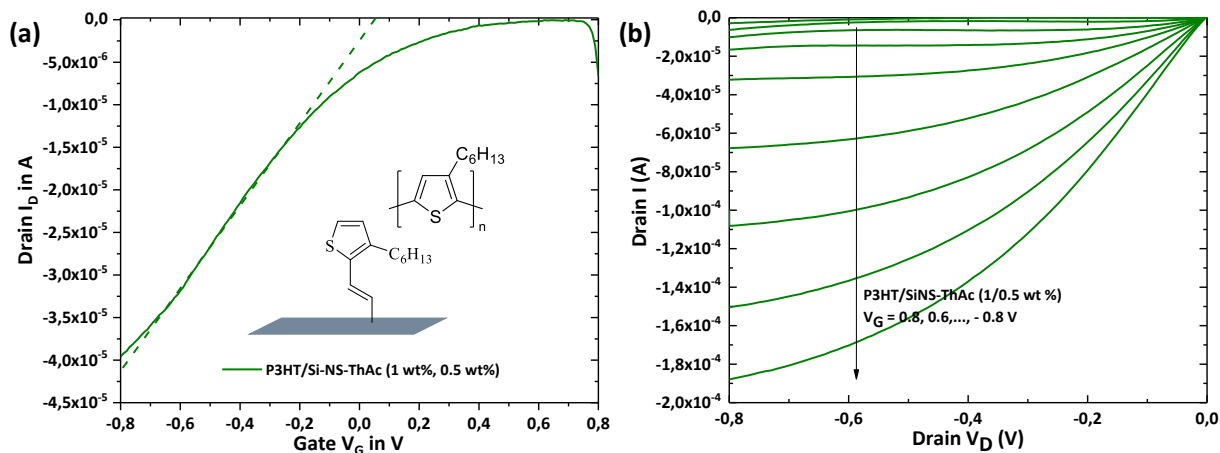 (a)
0,0
-5,0x10⁻⁶
-1,0x10⁻⁵
-1,5x10⁻⁵
-2,0x10⁻⁵
-2,5x10⁻⁵
-3,0x10⁻⁵
-3,5x10⁻⁵
-4,0x10⁻⁵
-4,5x10⁻⁵
Drain I_D in A
C₆H₁₃
S
n
S
C₆H₁₃
P3HT/Si-NS-ThAc (1 wt%, 0.5 wt%)
-0,8 -0,6 -0,4 -0,2 0,0 0,2 0,4 0,6 0,8
Gate V_G in V
(b)
0,0
-2,0x10⁻⁵
-4,0x10⁻⁵
-6,0x10⁻⁵
-8,0x10⁻⁵
-1,0x10⁻⁴
-1,2x10⁻⁴
-1,4x10⁻⁴
-1,6x10⁻⁴
-1,8x10⁻⁴
-2,0x10⁻⁴
Drain I (A)
P3HT/SiNS-ThAc (1/0.5 wt %)
V_G = 0.8, 0.6,..., - 0.8 V
-0,8 -0,6 -0,4 -0,2 0,0
Drain V_D (V)